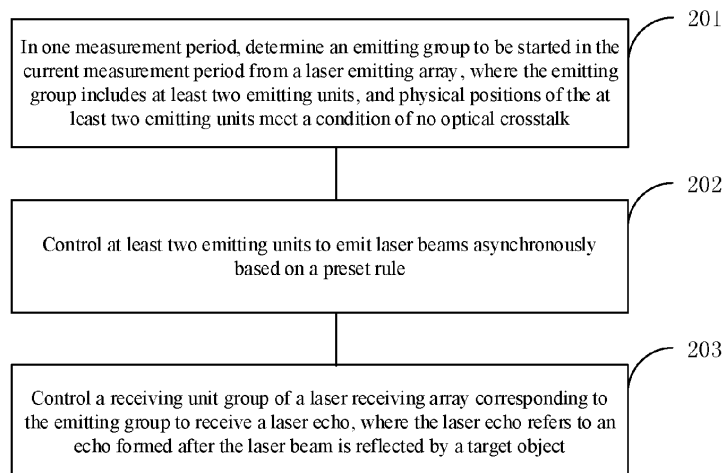 201
In one measurement period, determine an emitting group to be started in the
current measurement period from a laser emitting array, where the emitting
group includes at least two emitting units, and physical positions of the at
least two emitting units meet a condition of no optical crosstalk
202
Control at least two emitting units to emit laser beams asynchronously
based on a preset rule
203
Control a receiving unit group of a laser receiving array corresponding to
the emitting group to receive a laser echo, where the laser echo refers to an
echo formed after the laser beam is reflected by a target object